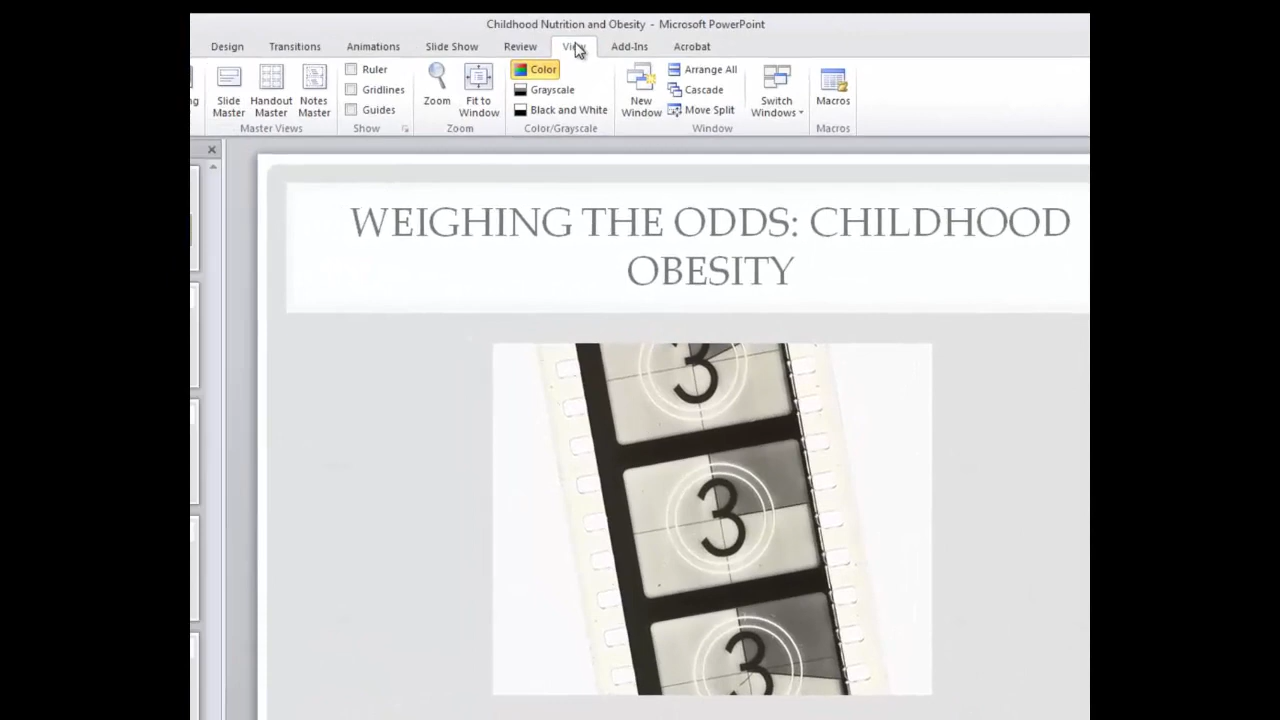 Childhood Nutrition and Obesity - Microsoft PowerPoint
Design Transitions Animations Slide Show Review View Add-Ins Acrobat
Slide Master
Handout Master
Notes Master
Ruler
Gridlines
Guides
Zoom
Fit to Window
Color
Grayscale
Black and White
New Window
Arrange All
Cascade
Move Split
Switch Windows
Macros
Master Views Show Zoom Color/Grayscale Window Macros
WEIGHING THE ODDS: CHILDHOOD
OBESITY
3
3
3